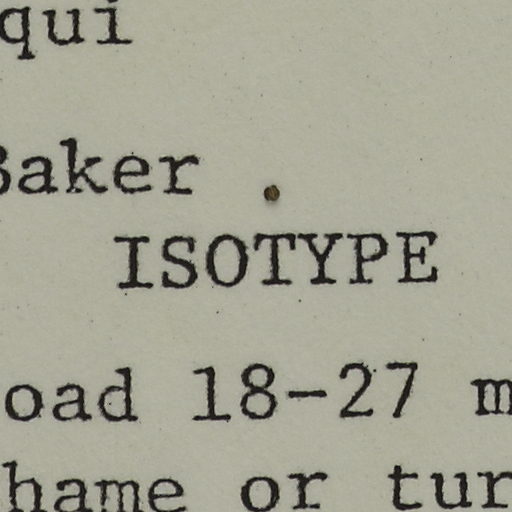 qui
Baker
ISOTYPE
oad 18-27 m
hame or tur